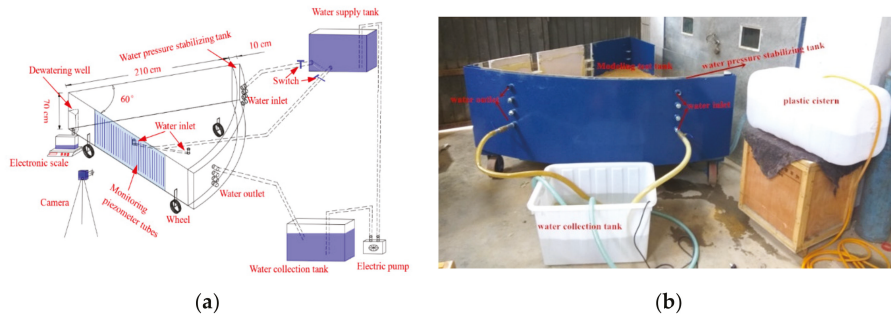 Water supply tank
Water pressure stabilizing tank
10 cm
210 cm
Dewatering well
Switch
60°
70 cm
Water inlet
Water inlet
Electronic scale
Water outlet
Monitoring
piezometer tubes
Camera
Wheel
Water collection tank
Electric pump
(a)
water pressure stabilizing tank
water outlet
water inlet
plastic cistern
water collection tank
(b)